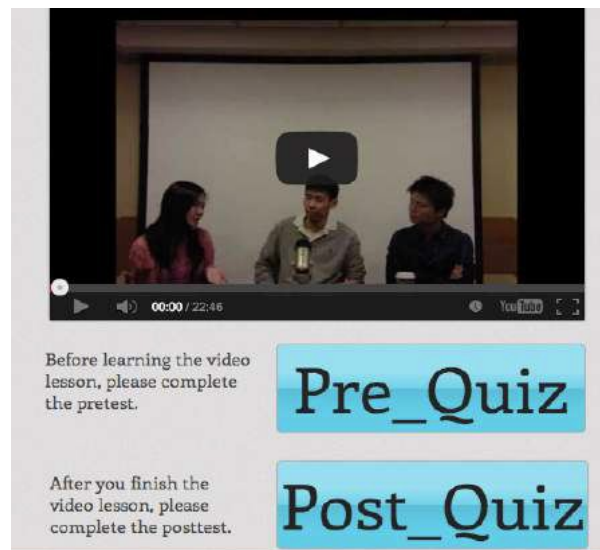 00:00 / 22:46
YouTube
Before learning the video
lesson, please complete
the pretest.
Pre_Quiz
After you finish the
video lesson, please
complete the posttest.
Post_Quiz